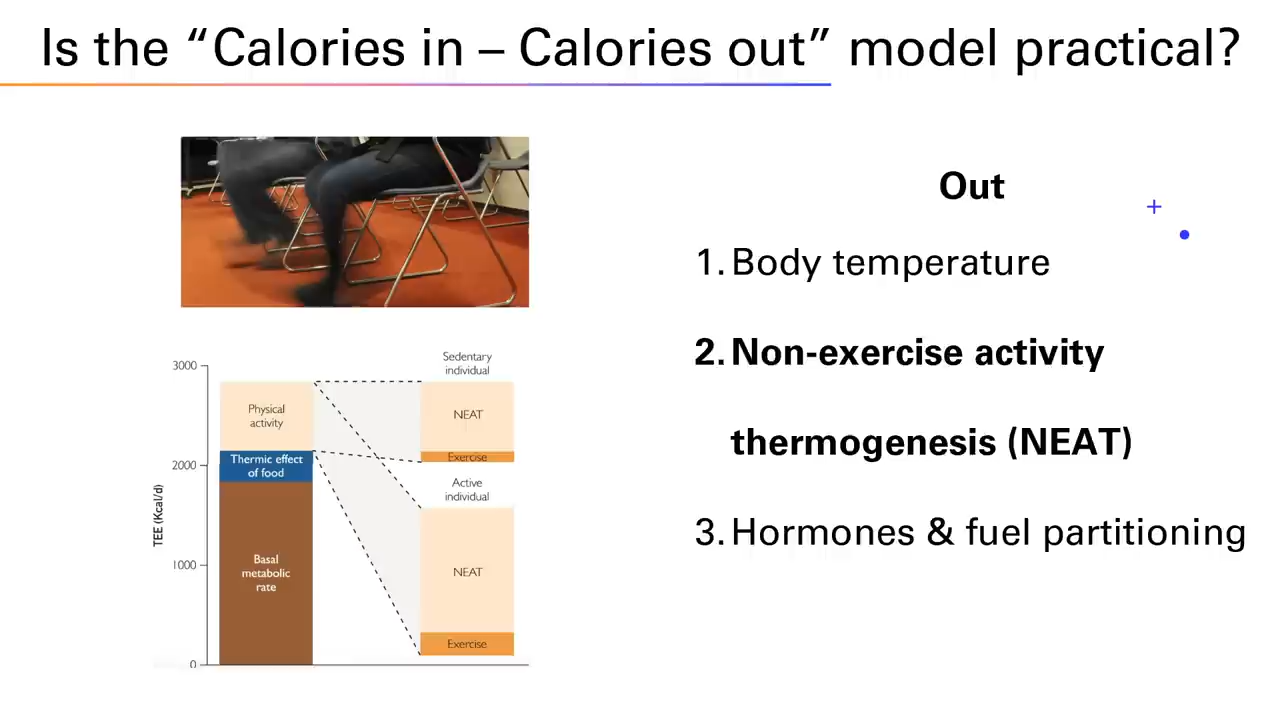 Is the “Calories in – Calories out” model practical?
Out
1. Body temperature
2. Non-exercise activity
thermogenesis (NEAT)
3. Hormones & fuel partitioning
TEE (Kcal/d)
3000
2000
1000
0
Physical
activity
Thermic effect
of food
Basal
metabolic
rate
Sedentary
individual
NEAT
Exercise
Active
individual
NEAT
Exercise